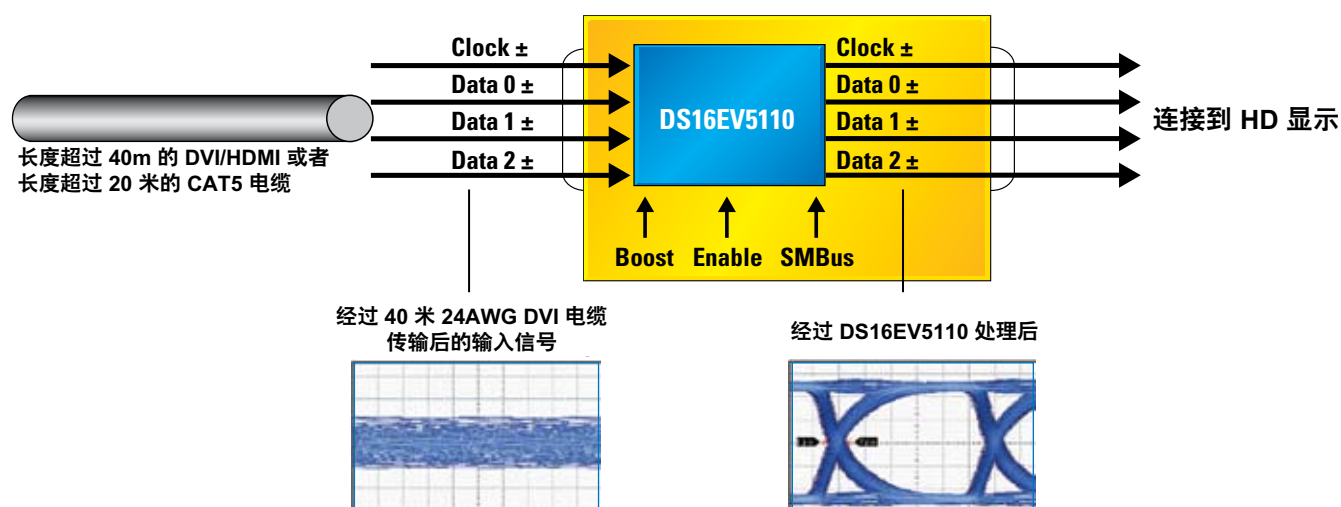 Clock ±
Data 0 ±
Data 1 ±
Data 2 ±
DS16EV5110
Clock ±
Data 0 ±
Data 1 ±
Data 2 ±
连接到 HD 显示
长度超过 40m 的 DVI/HDMI 或者
长度超过 20 米的 CAT5 电缆
Boost
Enable
SMBus
经过 40 米 24AWG DVI 电缆
传输后的输入信号
经过 DS16EV5110 处理后